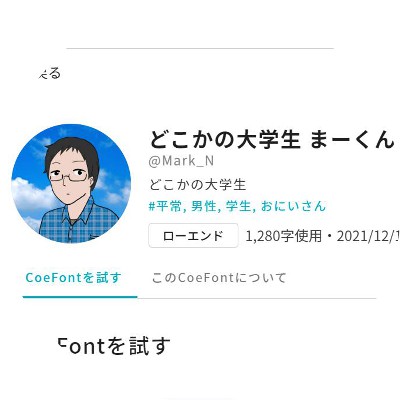 る
どこかの大学生 まーくん
@Mark_N
どこかの大学生
#平常, 男性, 学生, おにいさん
ローエンド 1,280字使用・2021/12/
CoeFontを試す このCoeFontについて
Fontを試す